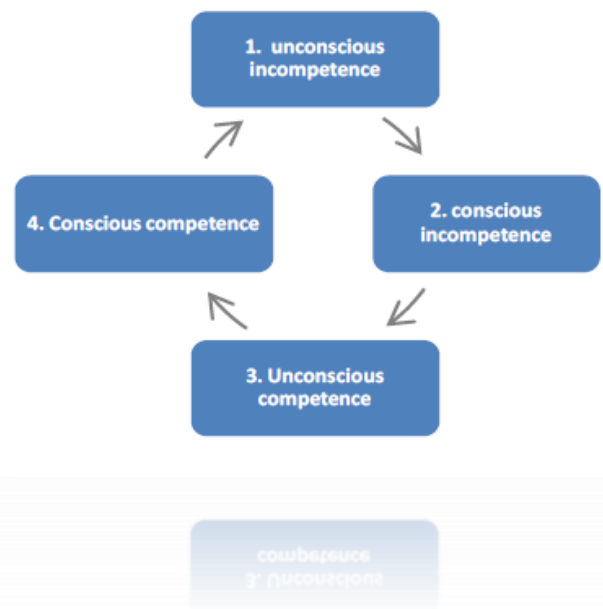 1. unconscious
incompetence
2. conscious
incompetence
3. Unconscious
competence
4. Conscious competence